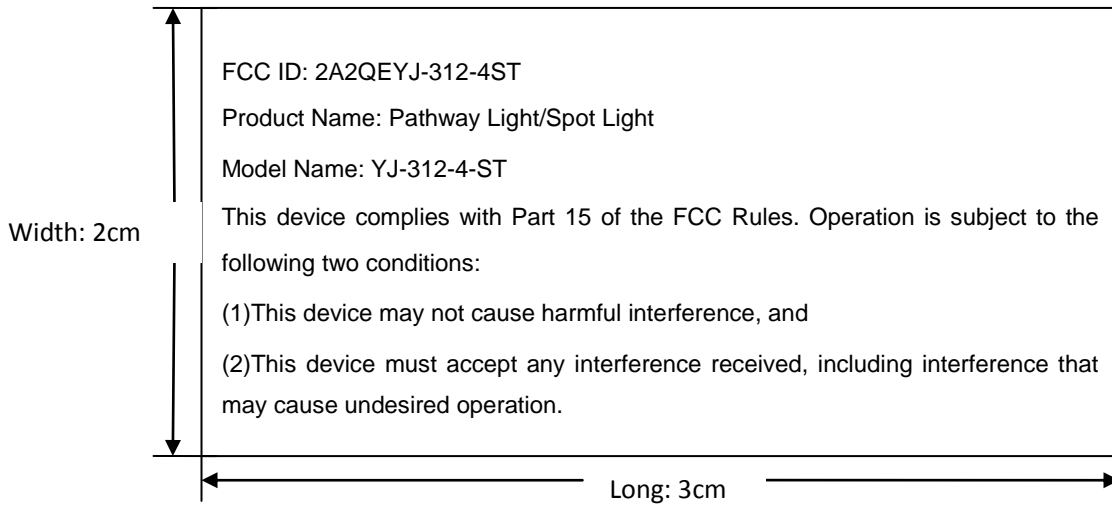 FCC ID: 2A2QEYJ-312-4ST
Product Name: Pathway Light/Spot Light
Model Name: YJ-312-4-ST
This device complies with Part 15 of the FCC Rules. Operation is subject to the
following two conditions:
(1)This device may not cause harmful interference, and
(2)This device must accept any interference received, including interference that
may cause undesired operation.
Width: 2cm
Long: 3cm